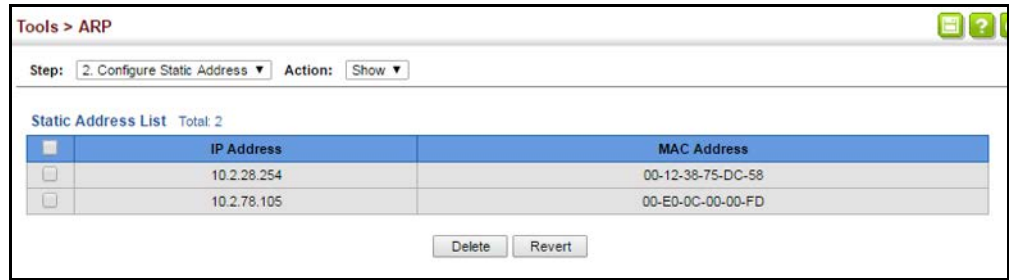 Tools > ARP
?
Step: 2. Configure Static Address Action: Show
Static Address List Total: 2
IP Address MAC Address
10.2.28.254 00-12-38-75-DC-58
10.2.78.105 00-E0-0C-00-00-FD
Delete Revert